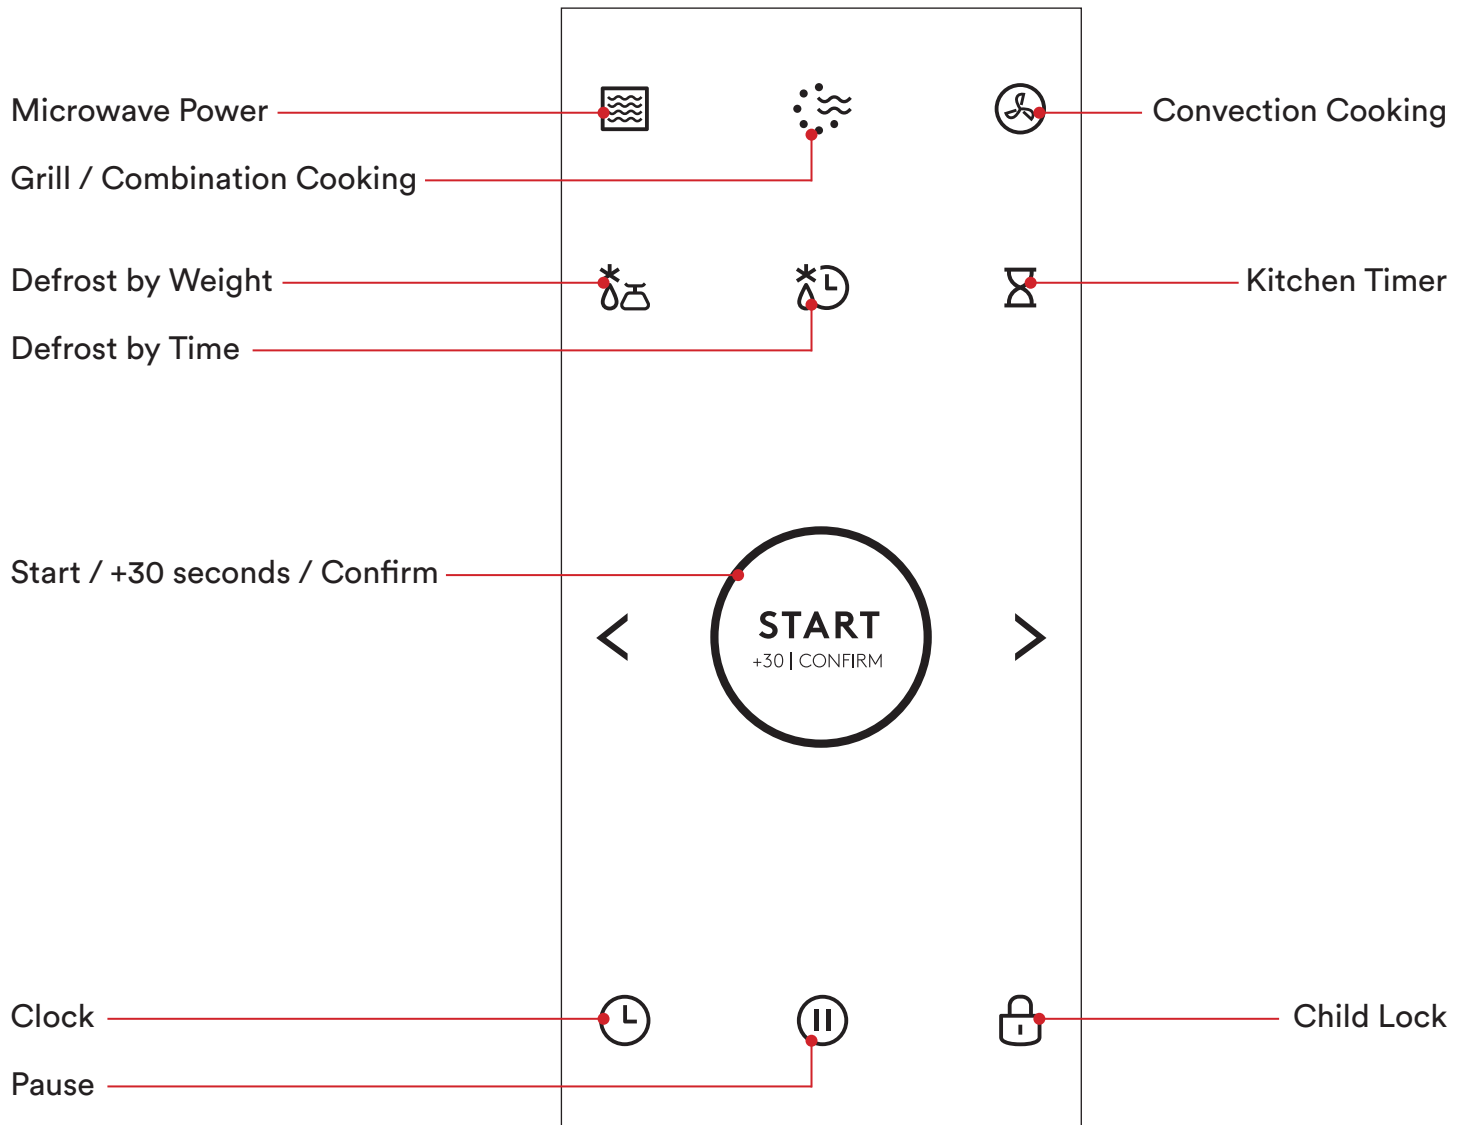 Microwave Power
Convection Cooking
Grill / Combination Cooking
Defrost by Weight
Kitchen Timer
Defrost by Time
Start / +30 seconds / Confirm
START
+30 | CONFIRM
Clock
Child Lock
Pause